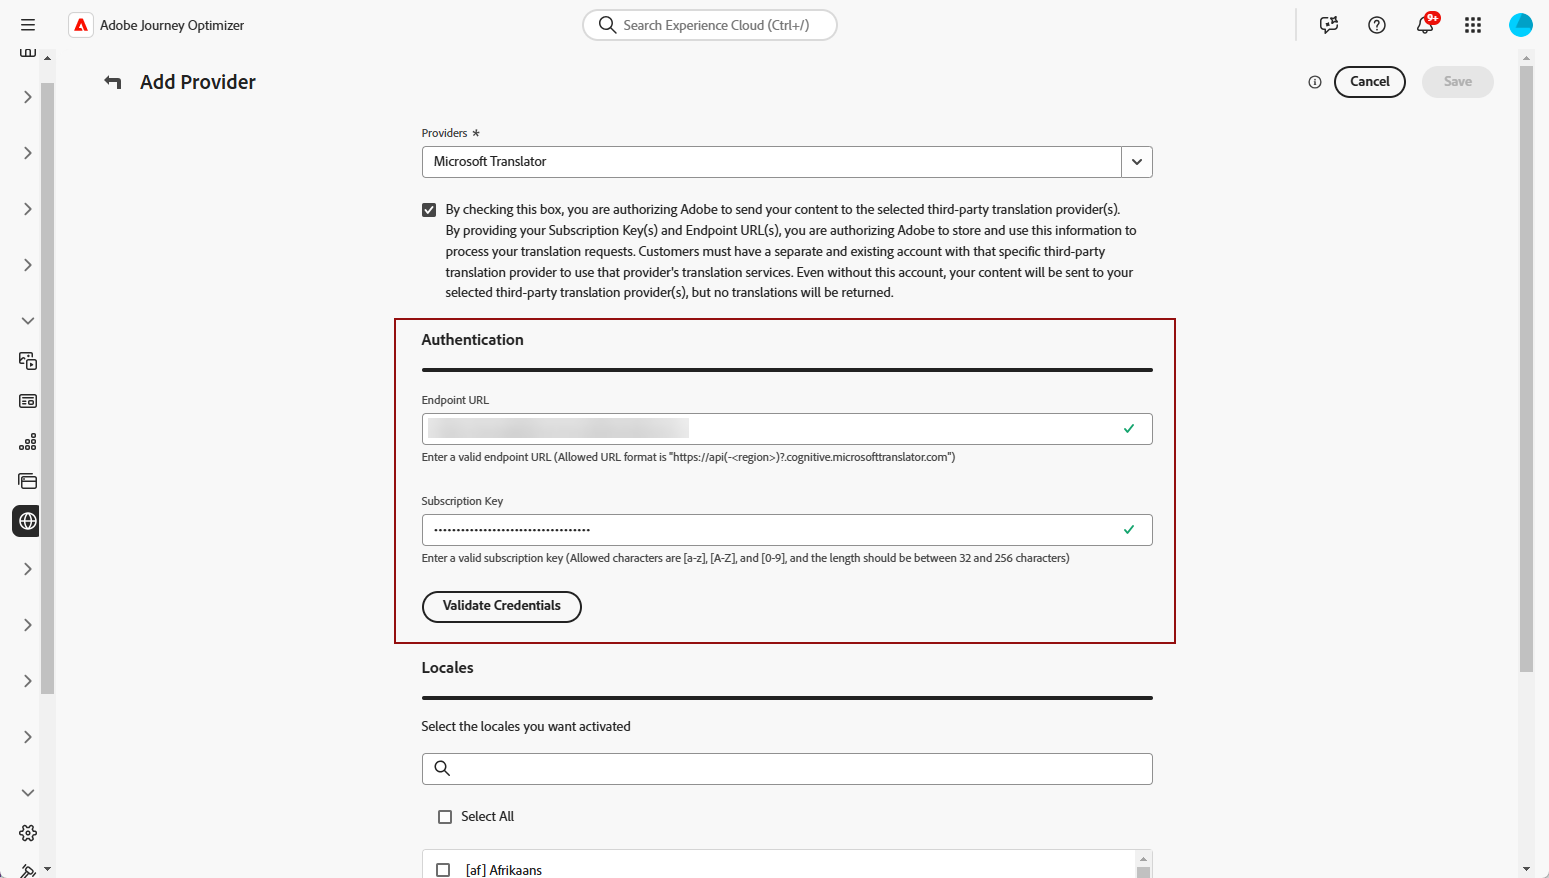 Adobe Journey Optimizer
Search Experience Cloud (Ctrl+/)
9+
Add Provider
Cancel
Save
Providers *
Microsoft Translator
By checking this box, you are authorizing Adobe to send your content to the selected third-party translation provider(s).
By providing your Subscription Key(s) and Endpoint URL(s), you are authorizing Adobe to store and use this information to
process your translation requests. Customers must have a separate and existing account with that specific third-party
translation provider to use that provider's translation services. Even without this account, your content will be sent to your
selected third-party translation provider(s), but no translations will be returned.
Authentication
Endpoint URL
Enter a valid endpoint URL (Allowed URL format is "https://api(-<region>)?.cognitive.microsofttranslator.com")
Subscription Key
Enter a valid subscription key (Allowed characters are [a-z], [A-Z], and [0-9], and the length should be between 32 and 256 characters)
Validate Credentials
Locales
Select the locales you want activated
Select All
[af] Afrikaans